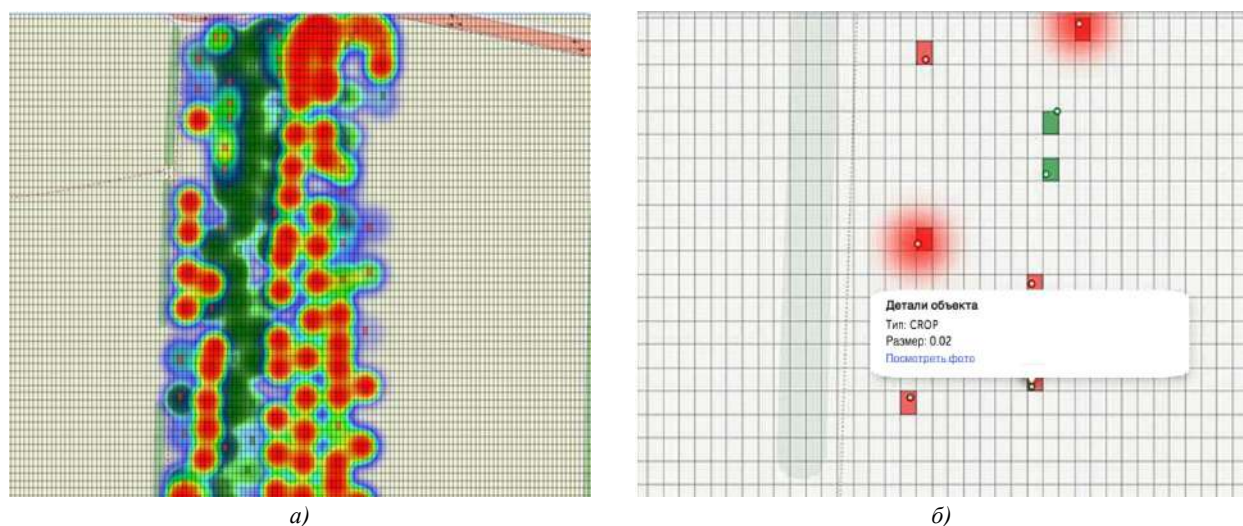 Детали объекта
Тип: CROP
Размер: 0.02
Посмотреть фото
а)
б)